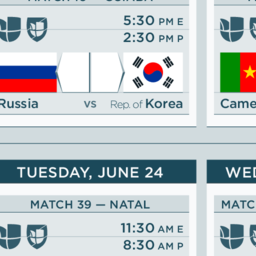 5:30 PM E
2:30 PM P
Russia VS Rep. of Korea
Came
TUESDAY, JUNE 24
WED
MATCH 39 — NATAL
MATC
11:30 AM E
8:30 AM P